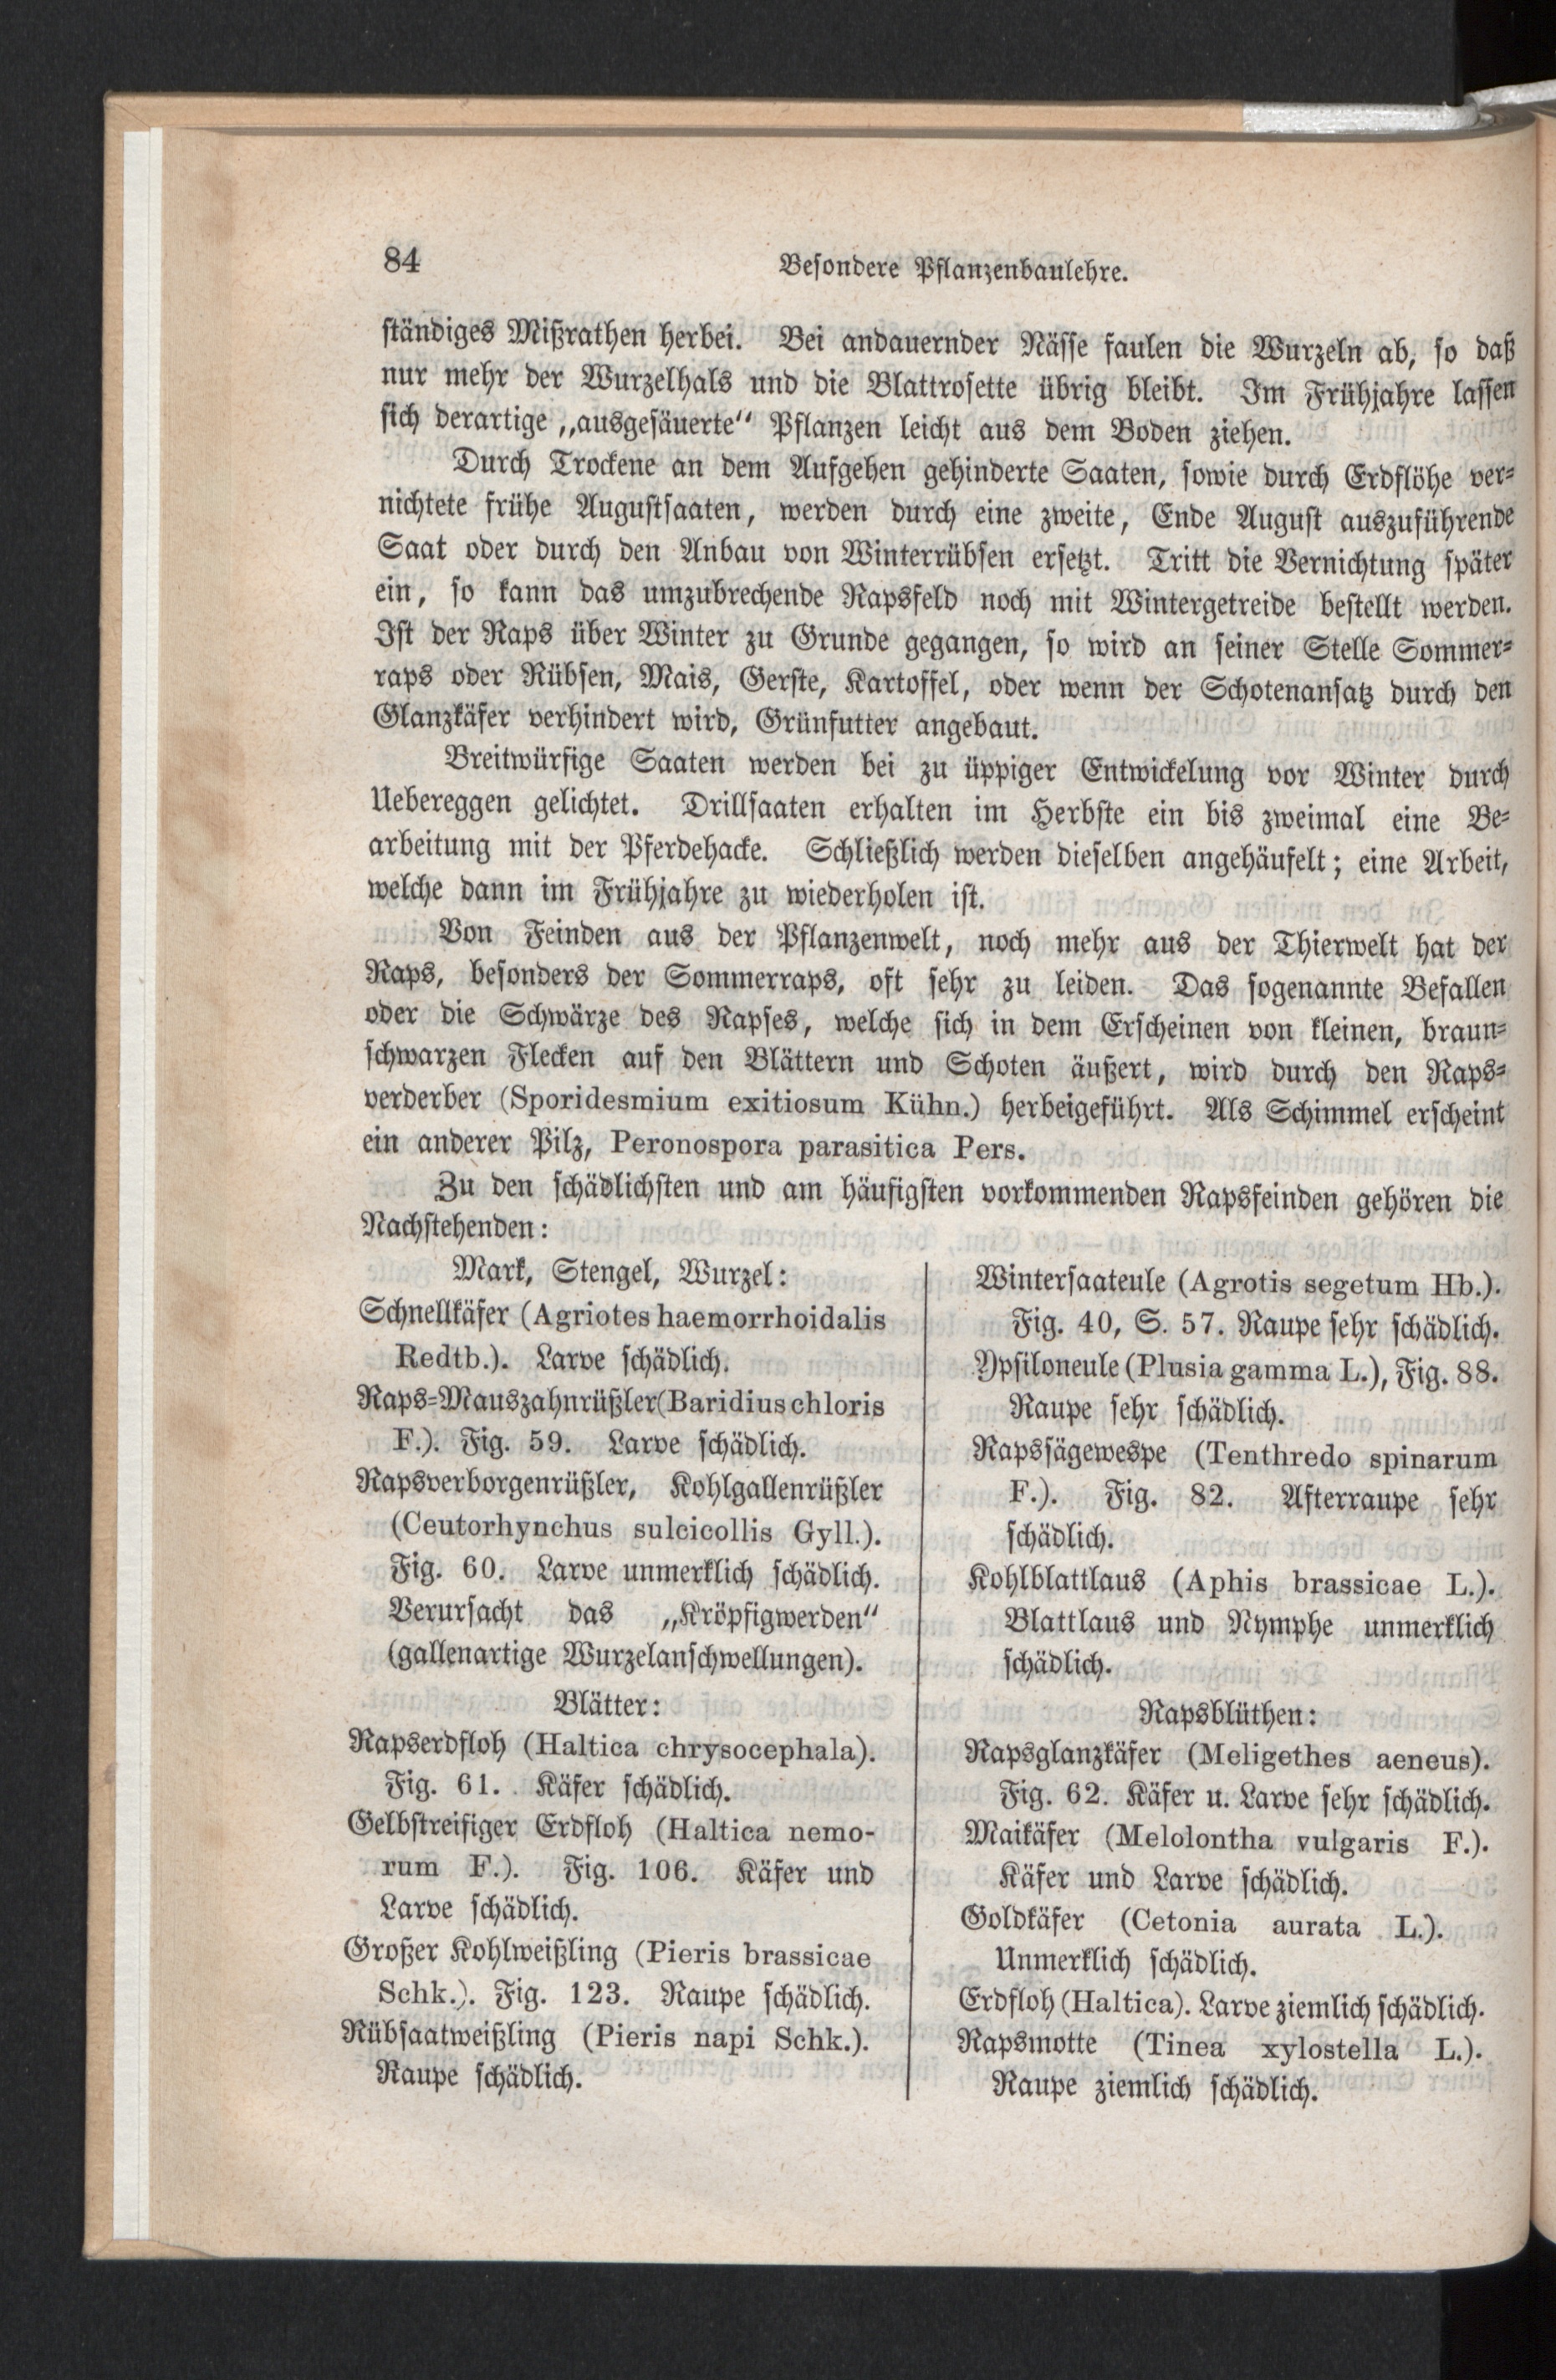 84
Besondere Pflanzenbaulehre.
ständiges Mißrathen herbei. Bei andauernder Nässe faulen die Wurzeln ab, so daß
nur mehr der Wurzelhals und die Blattrosette übrig bleibt. Im Frühjahre lassen
sich derartige „ausgesäuerte“ Pflanzen leicht aus dem Boden ziehen.
Durch Trockene an dem Aufgehen gehinderte Saaten, sowie durch Erdflöhe ver-
nichtete frühe Augustsaaten, werden durch eine zweite, Ende August auszuführende
Saat oder durch den Anbau von Winterrübsen ersetzt. Tritt die Vernichtung später
ein, so kann das umzubrechende Rapsfeld noch mit Wintergetreide bestellt werden.
Ist der Raps über Winter zu Grunde gegangen, so wird an seiner Stelle Sommer-
raps oder Rübsen, Mais, Gerste, Kartoffel, oder wenn der Schotenansatz durch den
Glanzkäfer verhindert wird, Grünfutter angebaut.
Breitwürfige Saaten werden bei zu üppiger Entwickelung vor Winter durch
Uebereggen gelichtet. Drillsaaten erhalten im Herbste ein bis zweimal eine Be-
arbeitung mit der Pferdehacke. Schließlich werden dieselben angehäufelt; eine Arbeit,
welche dann im Frühjahre zu wiederholen ist.
Von Feinden aus der Pflanzenwelt, noch mehr aus der Thierwelt hat der
Raps, besonders der Sommerraps, oft sehr zu leiden. Das sogenannte Befallen
oder die Schwärze des Rapses, welche sich in dem Erscheinen von kleinen, braun-
schwarzen Flecken auf den Blättern und Schoten äußert, wird durch den Raps-
verderber (Sporidesmium exitiosum Kühn.) herbeigeführt. Als Schimmel erscheint
ein anderer Pilz, Peronospora parasitica Pers.
Zu den schädlichsten und am häufigsten vorkommenden Rapsfeinden gehören die
Nachstehenden:
Mark, Stengel, Wurzel:
Schnellkäfer (Agriotes haemorrhoidalis
Redtb.). Larve schädlich.
Raps-Mauszahnrüßler (Baridius chloris
F.). Fig. 59. Larve schädlich.
Rapsverborgenrüßler, Kohlgallenrüßler
(Ceutorhynchus sulcicollis Gyll.).
Fig. 60. Larve unmerklich schädlich.
Verursacht das „Kröpfigwerden“
(gallenartige Wurzelanschwellungen).
Blätter:
Rapserdfloh (Haltica chrysocephala).
Fig. 61. Käfer schädlich.
Gelbstreifiger Erdfloh (Haltica nemo-
rum F.). Fig. 106. Käfer und
Larve schädlich.
Großer Kohlweißling (Pieris brassicae
Schk.). Fig. 123. Raupe schädlich.
Rübsaatweißling (Pieris napi Schk.).
Raupe schädlich.
Wintersaateule (Agrotis segetum Hb.).
Fig. 40, S. 57. Raupe sehr schädlich.
Ypsiloneule (Plusia gamma L.), Fig. 88.
Raupe sehr schädlich.
Rapssägewespe (Tenthredo spinarum
F.). Fig. 82. Afterraupe sehr
schädlich.
Kohlblattlaus (Aphis brassicae L.).
Blattlaus und Nymphe unmerklich
schädlich.
Rapsblüthen:
Rapsglanzkäfer (Meligethes aeneus).
Fig. 62. Käfer u. Larve sehr schädlich.
Maikäfer (Melolontha vulgaris F.).
Käfer und Larve schädlich.
Goldkäfer (Cetonia aurata L.).
Unmerklich schädlich.
Erdfloh (Haltica). Larve ziemlich schädlich.
Rapsmotte (Tinea xylostella L.).
Raupe ziemlich schädlich.